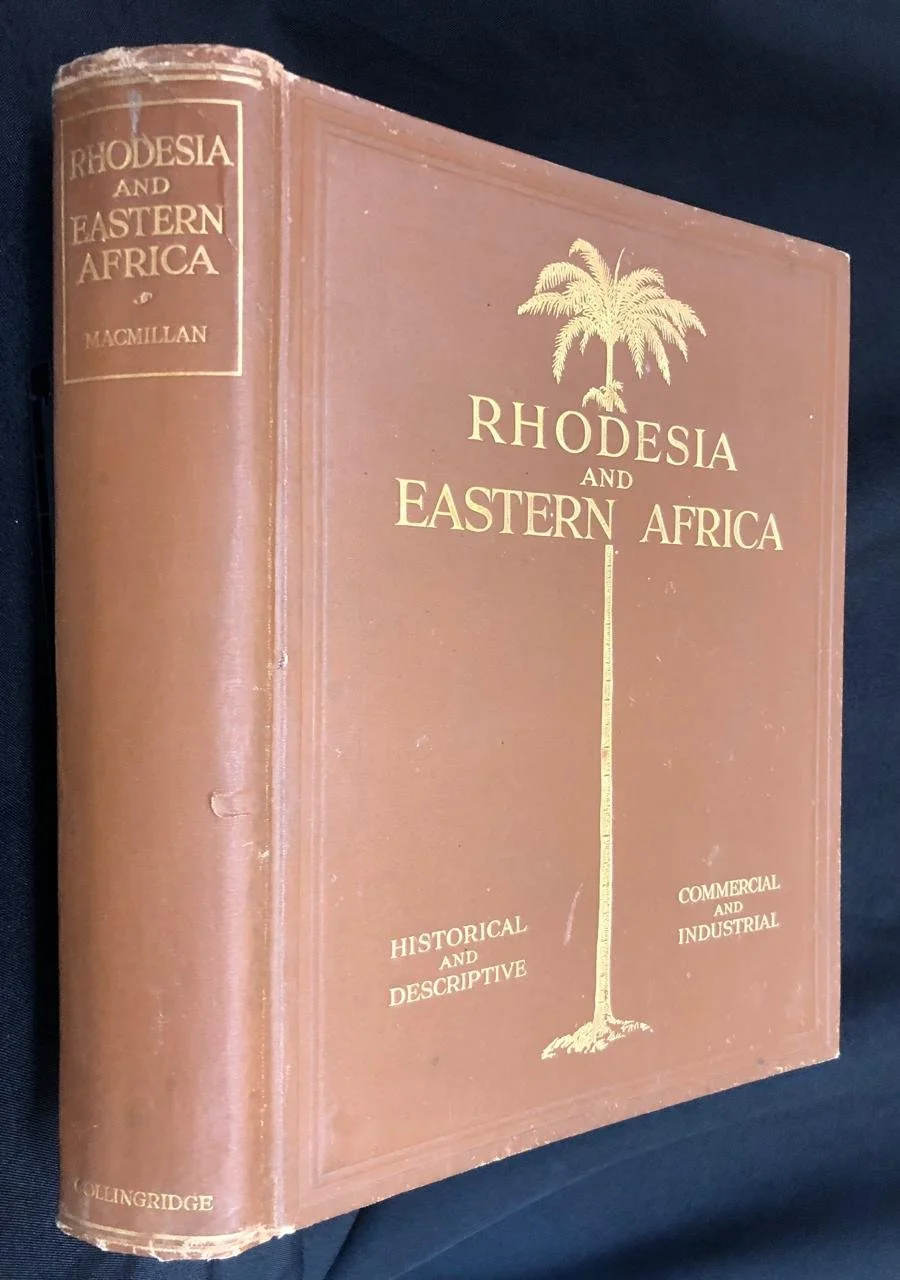 RHODESIA
AND
EASTERN
AFRICA
MACMILLAN
COLLINGRIDGE
RHODESIA
AND
EASTERN AFRICA
HISTORICAL
AND
DESCRIPTIVE
COMMERCIAL
AND
INDUSTRIAL